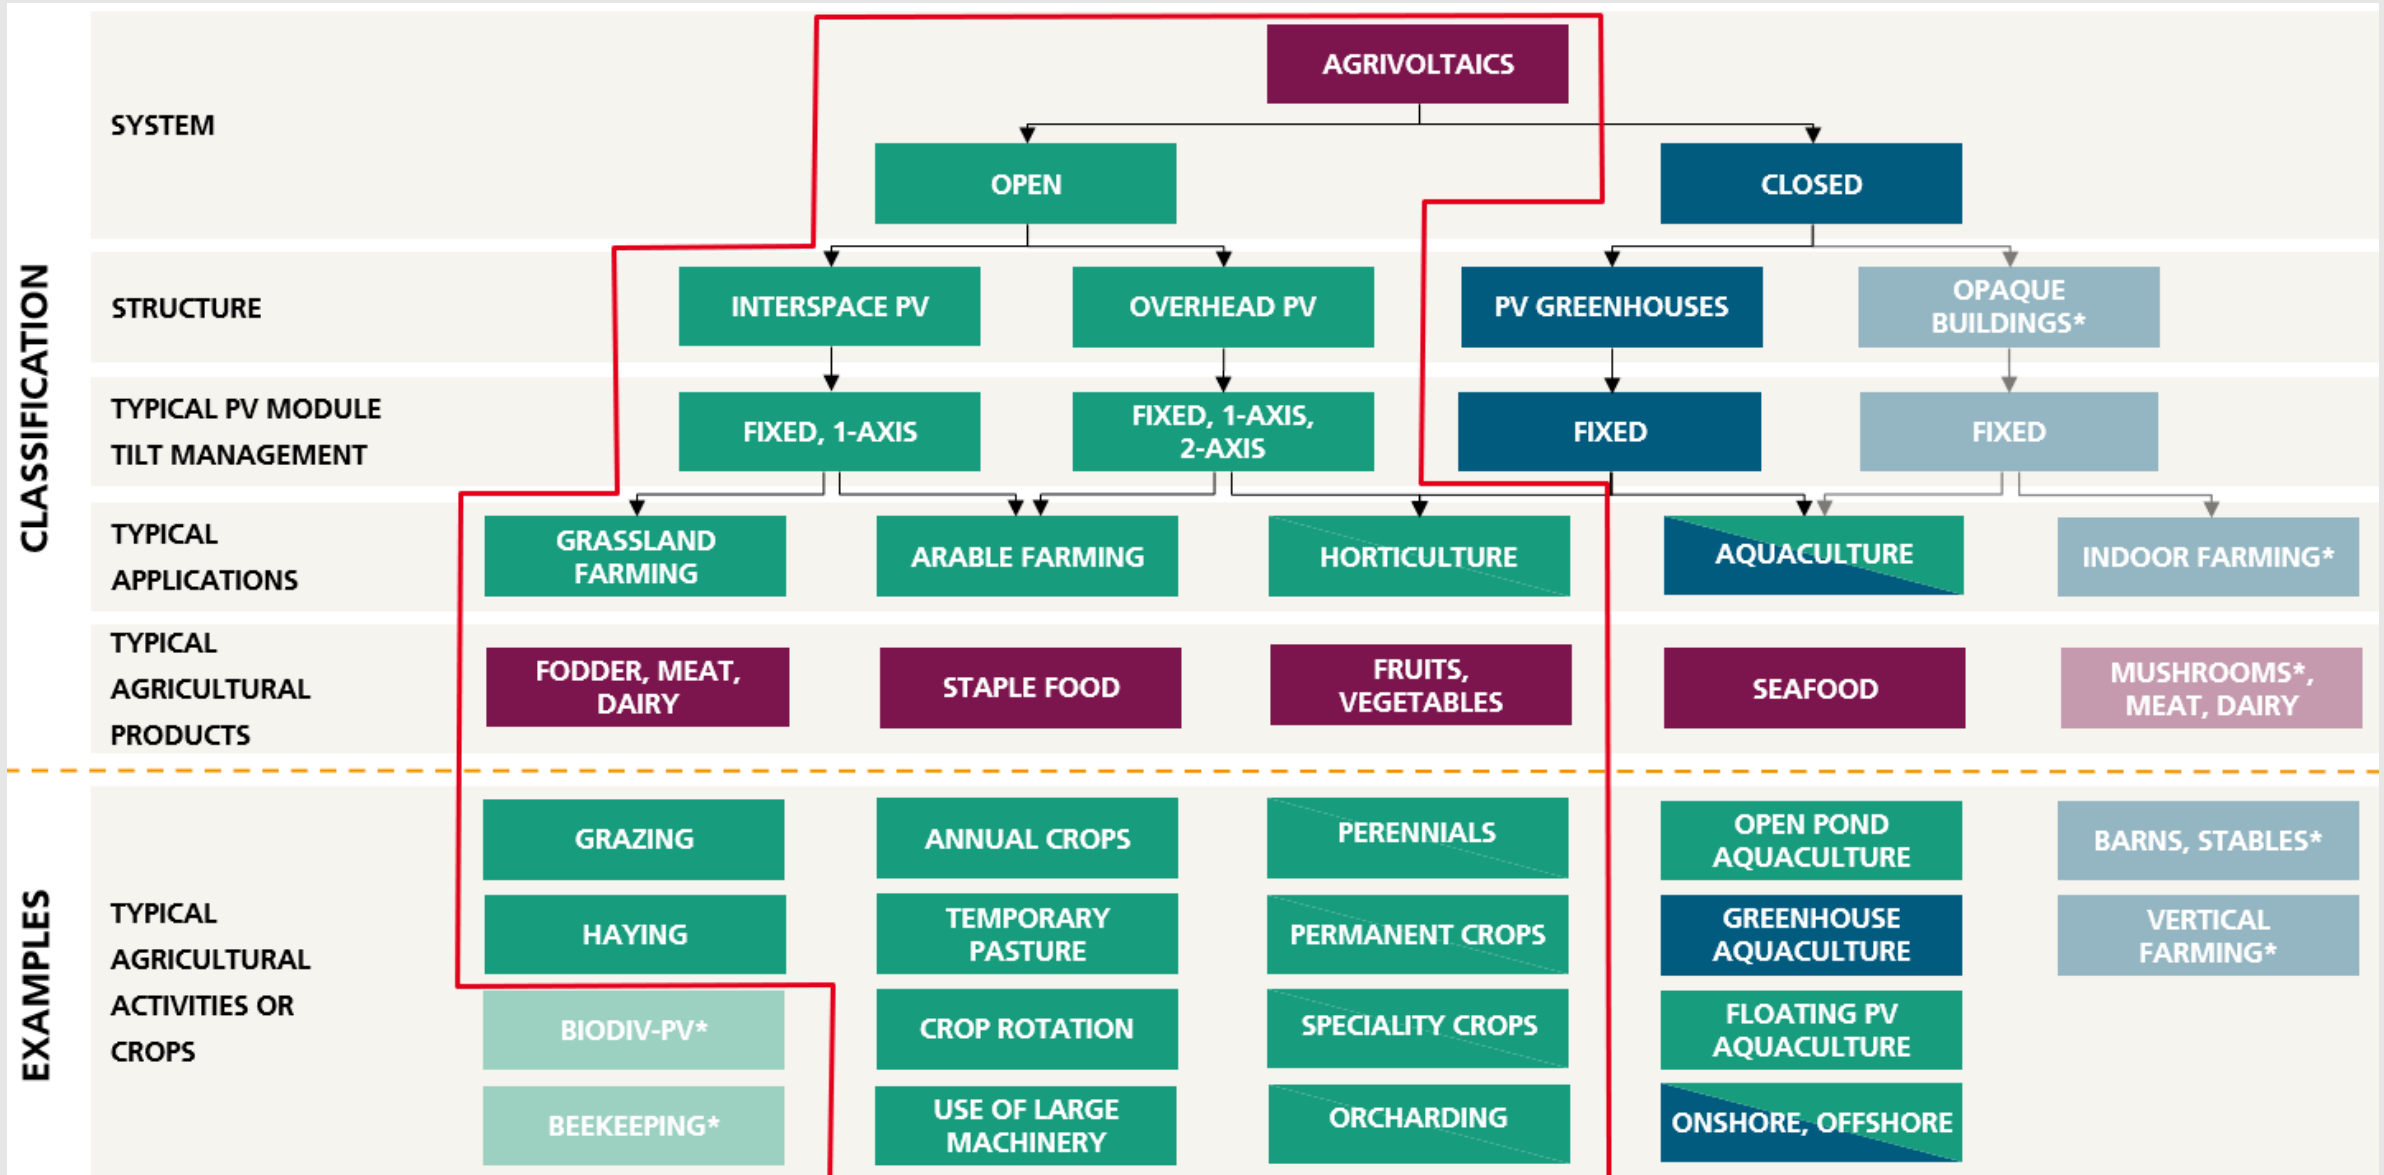 AGRIVOLTAICS
SYSTEM
OPEN
CLOSED
CLASSIFICATION
STRUCTURE
INTERSPACE PV
OVERHEAD PV
PV GREENHOUSES
OPAQUE
BUILDINGS*
TYPICAL PV MODULE
TILT MANAGEMENT
FIXED, 1-AXIS
FIXED, 1-AXIS,
2-AXIS
FIXED
FIXED
TYPICAL
APPLICATIONS
GRASSLAND
FARMING
ARABLE FARMING
HORTICULTURE
AQUACULTURE
INDOOR FARMING*
TYPICAL
AGRICULTURAL
PRODUCTS
FODDER, MEAT,
DAIRY
STAPLE FOOD
FRUITS,
VEGETABLES
SEAFOOD
MUSHROOMS*,
MEAT, DAIRY
EXAMPLES
TYPICAL
AGRICULTURAL
ACTIVITIES OR
CROPS
GRAZING
ANNUAL CROPS
PERENNIALS
OPEN POND
AQUACULTURE
BARNS, STABLES*
HAYING
TEMPORARY
PASTURE
PERMANENT CROPS
GREENHOUSE
AQUACULTURE
VERTICAL
FARMING*
BIODIV-PV*
CROP ROTATION
SPECIALITY CROPS
FLOATING PV
AQUACULTURE
BEEKEEPING*
USE OF LARGE
MACHINERY
ORCHARDING
ONSHORE, OFFSHORE